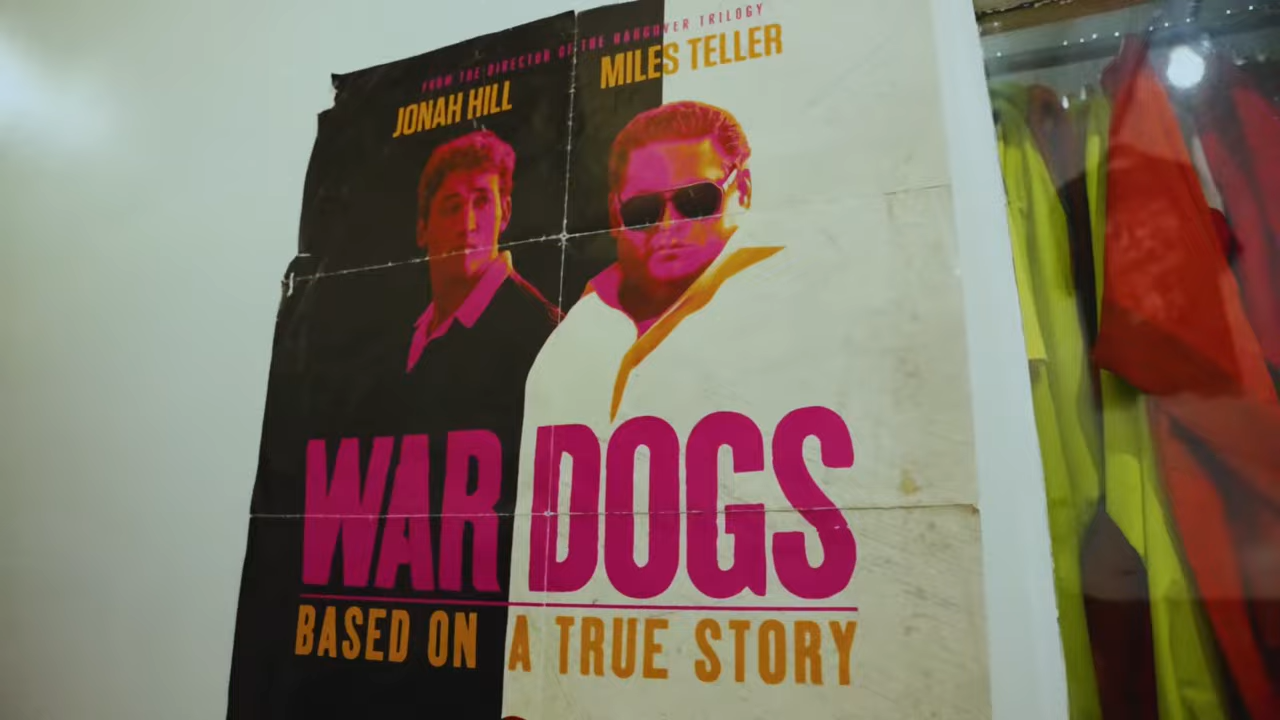 FROM THE DIRECTOR OF THE HANGOVER TRILOGY
JONAH HILL
MILES TELLER
WAR DOGS
BASED ON A TRUE STORY